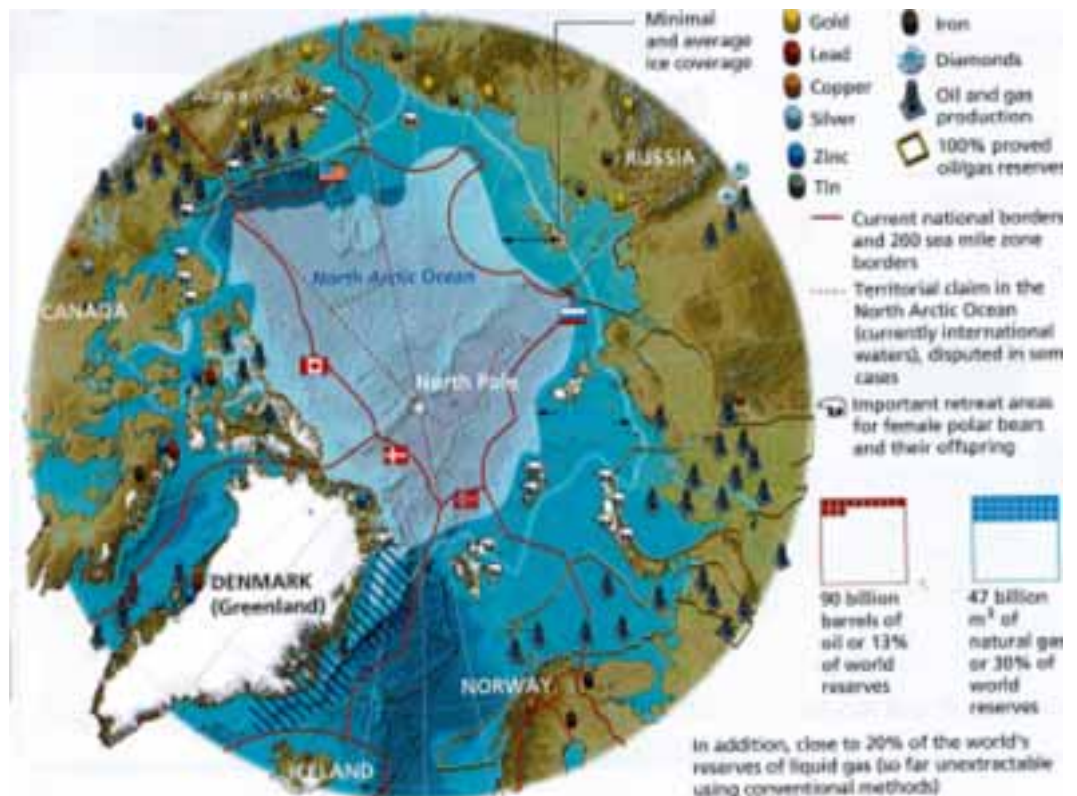 Minimal
and average
ice coverage
Gold
Lead
Copper
Silver
Zinc
Tin
Iron
Diamonds
Oil and gas
production
100% proved
oil/gas reserves
RUSSIA
Current national borders
and 200 sea mile zone
borders
Territorial claim in the
North Arctic Ocean
(currently international
waters), disputed in som
cases
Important retreat areas
for female polar bears
and their offspring
North Arctic Ocean
CANADA
North Pole
DENMARK
(Greenland)
NORWAY
ICELAND
90 billion
barrels of
oil or 13%
of world
reserves
47 billion
m³ of
natural gas
or 30% of
world
reserves
In addition, close to 20% of the world's
reserves of liquid gas (so far unextractable
using conventional methods)